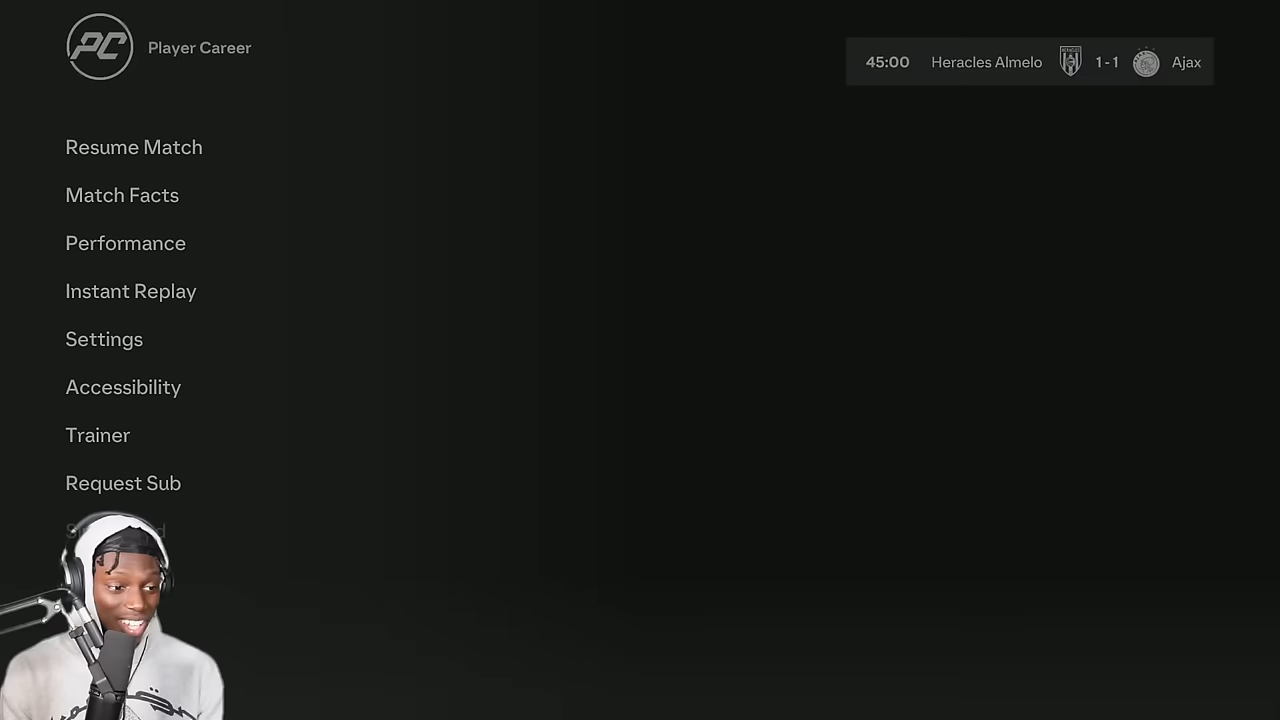 PC Player Career
45:00 Heracles Almelo HERACLES 1 - 1 Ajax
Resume Match
Match Facts
Performance
Instant Replay
Settings
Accessibility
Trainer
Request Sub